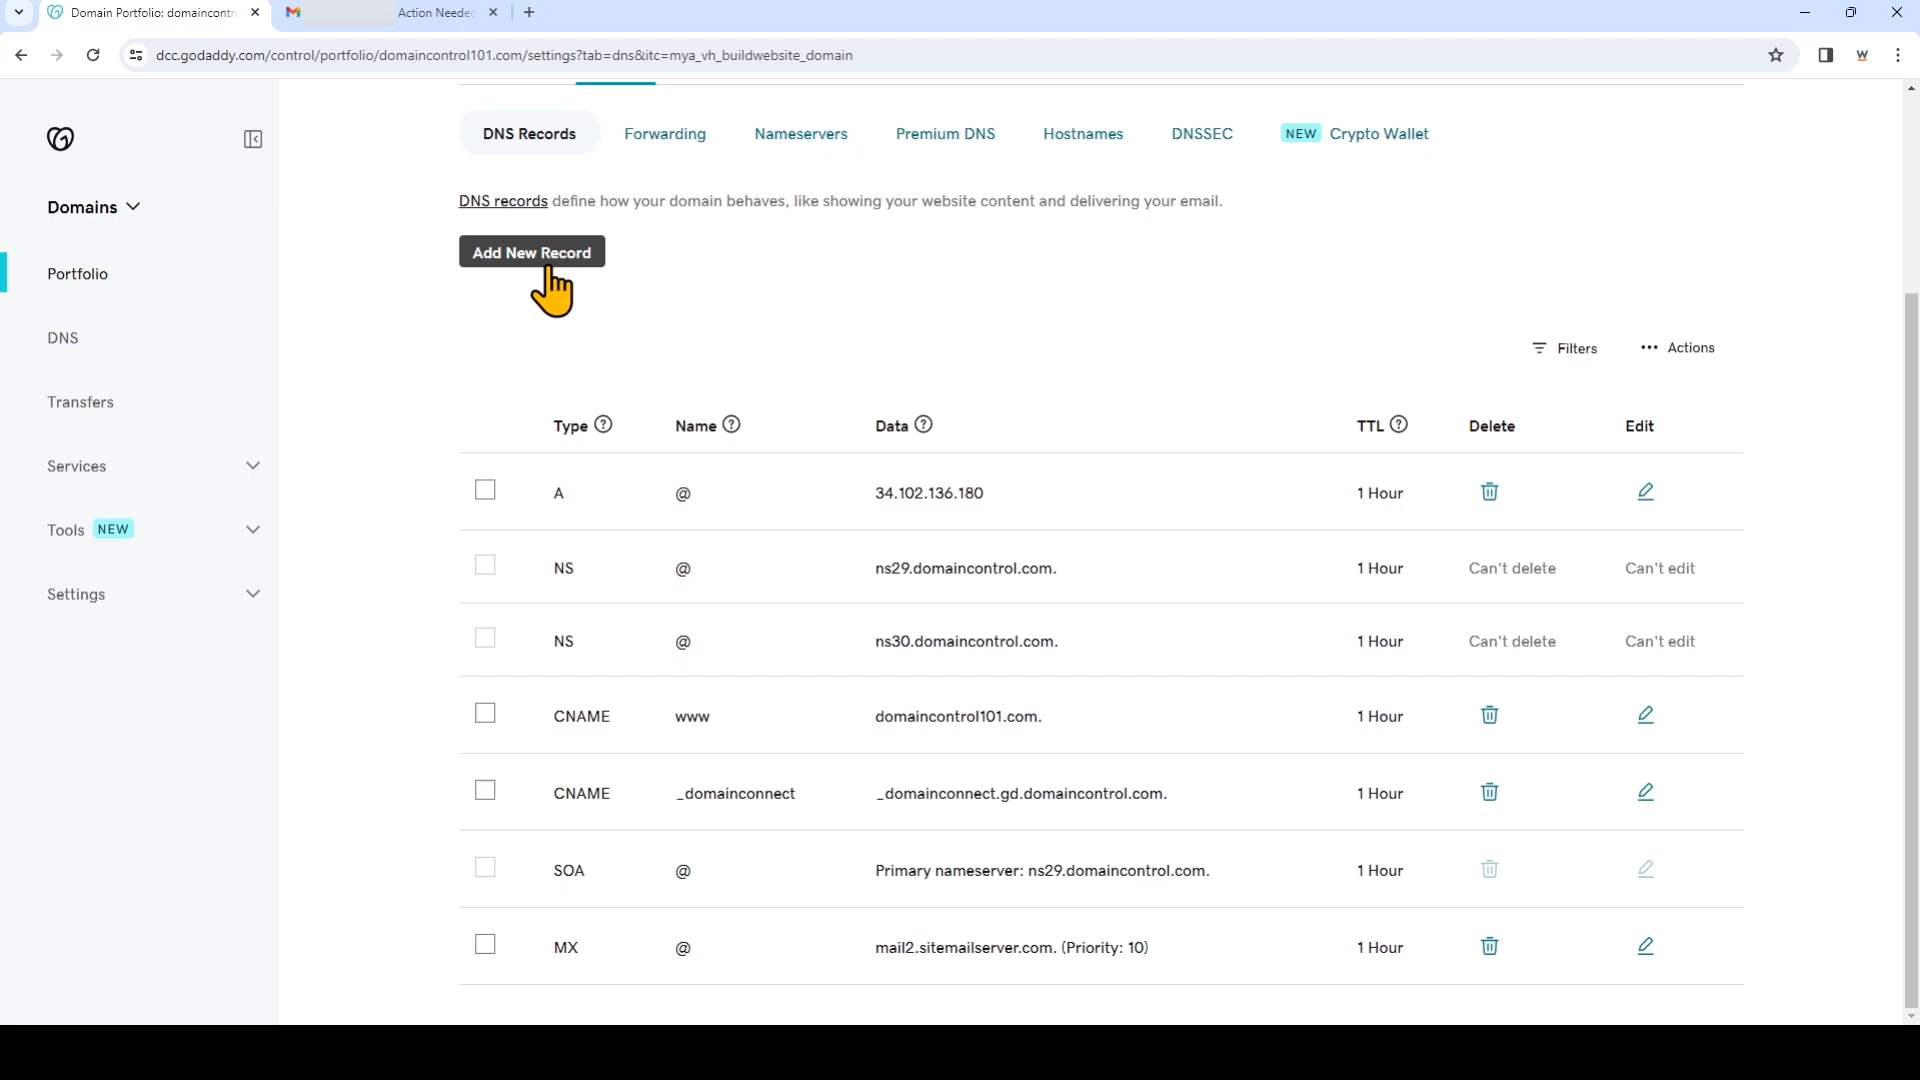 Domain Portfolio: domaincontr
Action Neede
dcc.godaddy.com/control/portfolio/domaincontrol101.com/settings?tab=dns&itc=mya_vh_buildwebsite_domain
Domains
Portfolio
DNS
Transfers
Services
Tools NEW
Settings
DNS Records Forwarding Nameservers Premium DNS Hostnames DNSSEC NEW Crypto Wallet
DNS records define how your domain behaves, like showing your website content and delivering your email.
Add New Record
Filters ••• Actions
Type ? Name ? Data ? TTL ? Delete Edit
A @ 34.102.136.180 1 Hour
NS @ ns29.domaincontrol.com. 1 Hour Can't delete Can't edit
NS @ ns30.domaincontrol.com. 1 Hour Can't delete Can't edit
CNAME www domaincontrol101.com. 1 Hour
CNAME _domainconnect _domainconnect.gd.domaincontrol.com. 1 Hour
SOA @ Primary nameserver: ns29.domaincontrol.com. 1 Hour
MX @ mail2.sitemailserver.com. (Priority: 10) 1 Hour